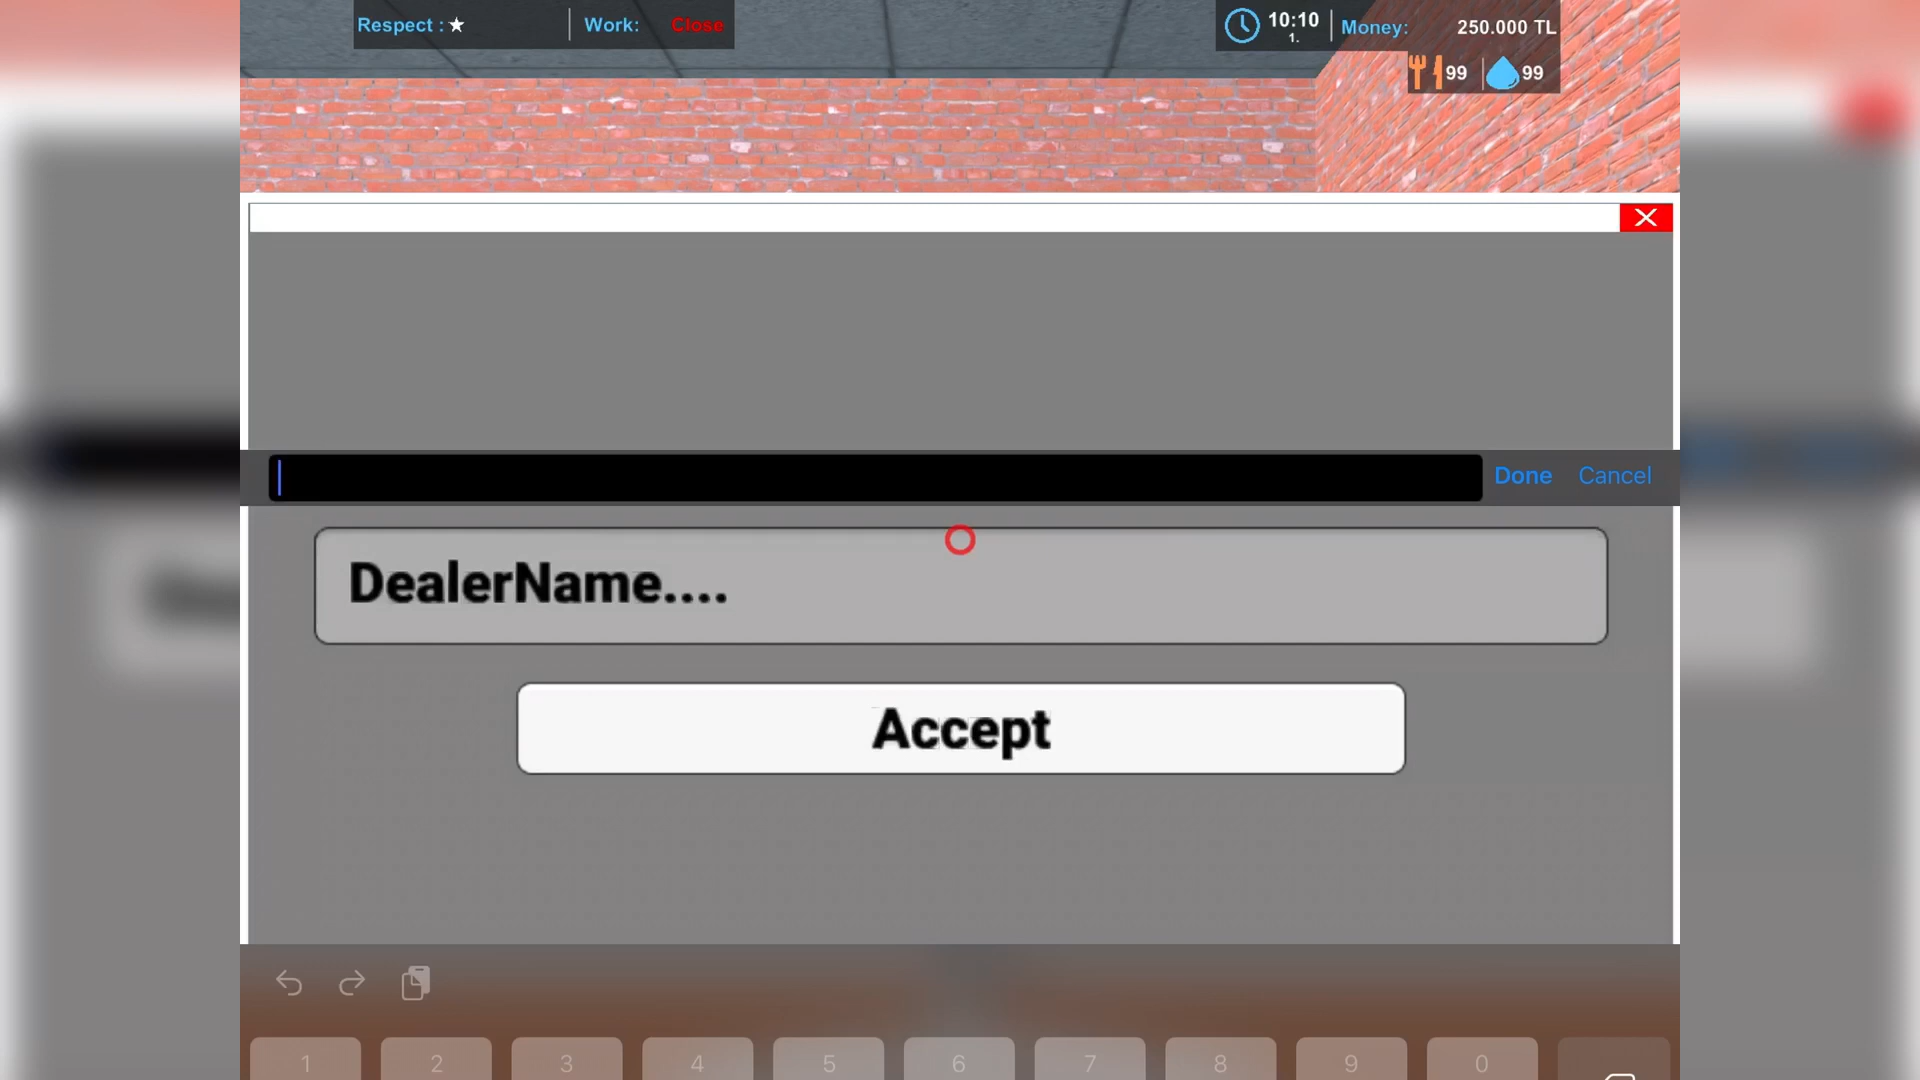 Respect : ★ Work: Close
10:10 Money: 250.000 TL
1.
99 99
Done Cancel
DealerName....
Accept
1 2 3 4 5 6 7 8 9 0